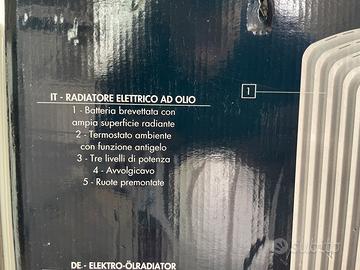 IT - RADIATORE ELETTRICO AD OLIO
1 - Batteria brevettata con
ampia superficie radiante
2 - Termostato ambiente
con funzione antigelo
3 - Tre livelli di potenza
4 - Avvolgicavo
5 - Ruote premontate
1
DE - ELEKTRO-ÖLRADIATOR
subito